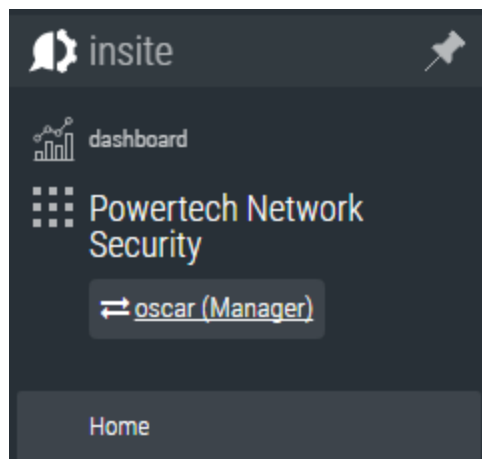 insite
dashboard
Powertech Network
Security
oscar (Manager)
Home